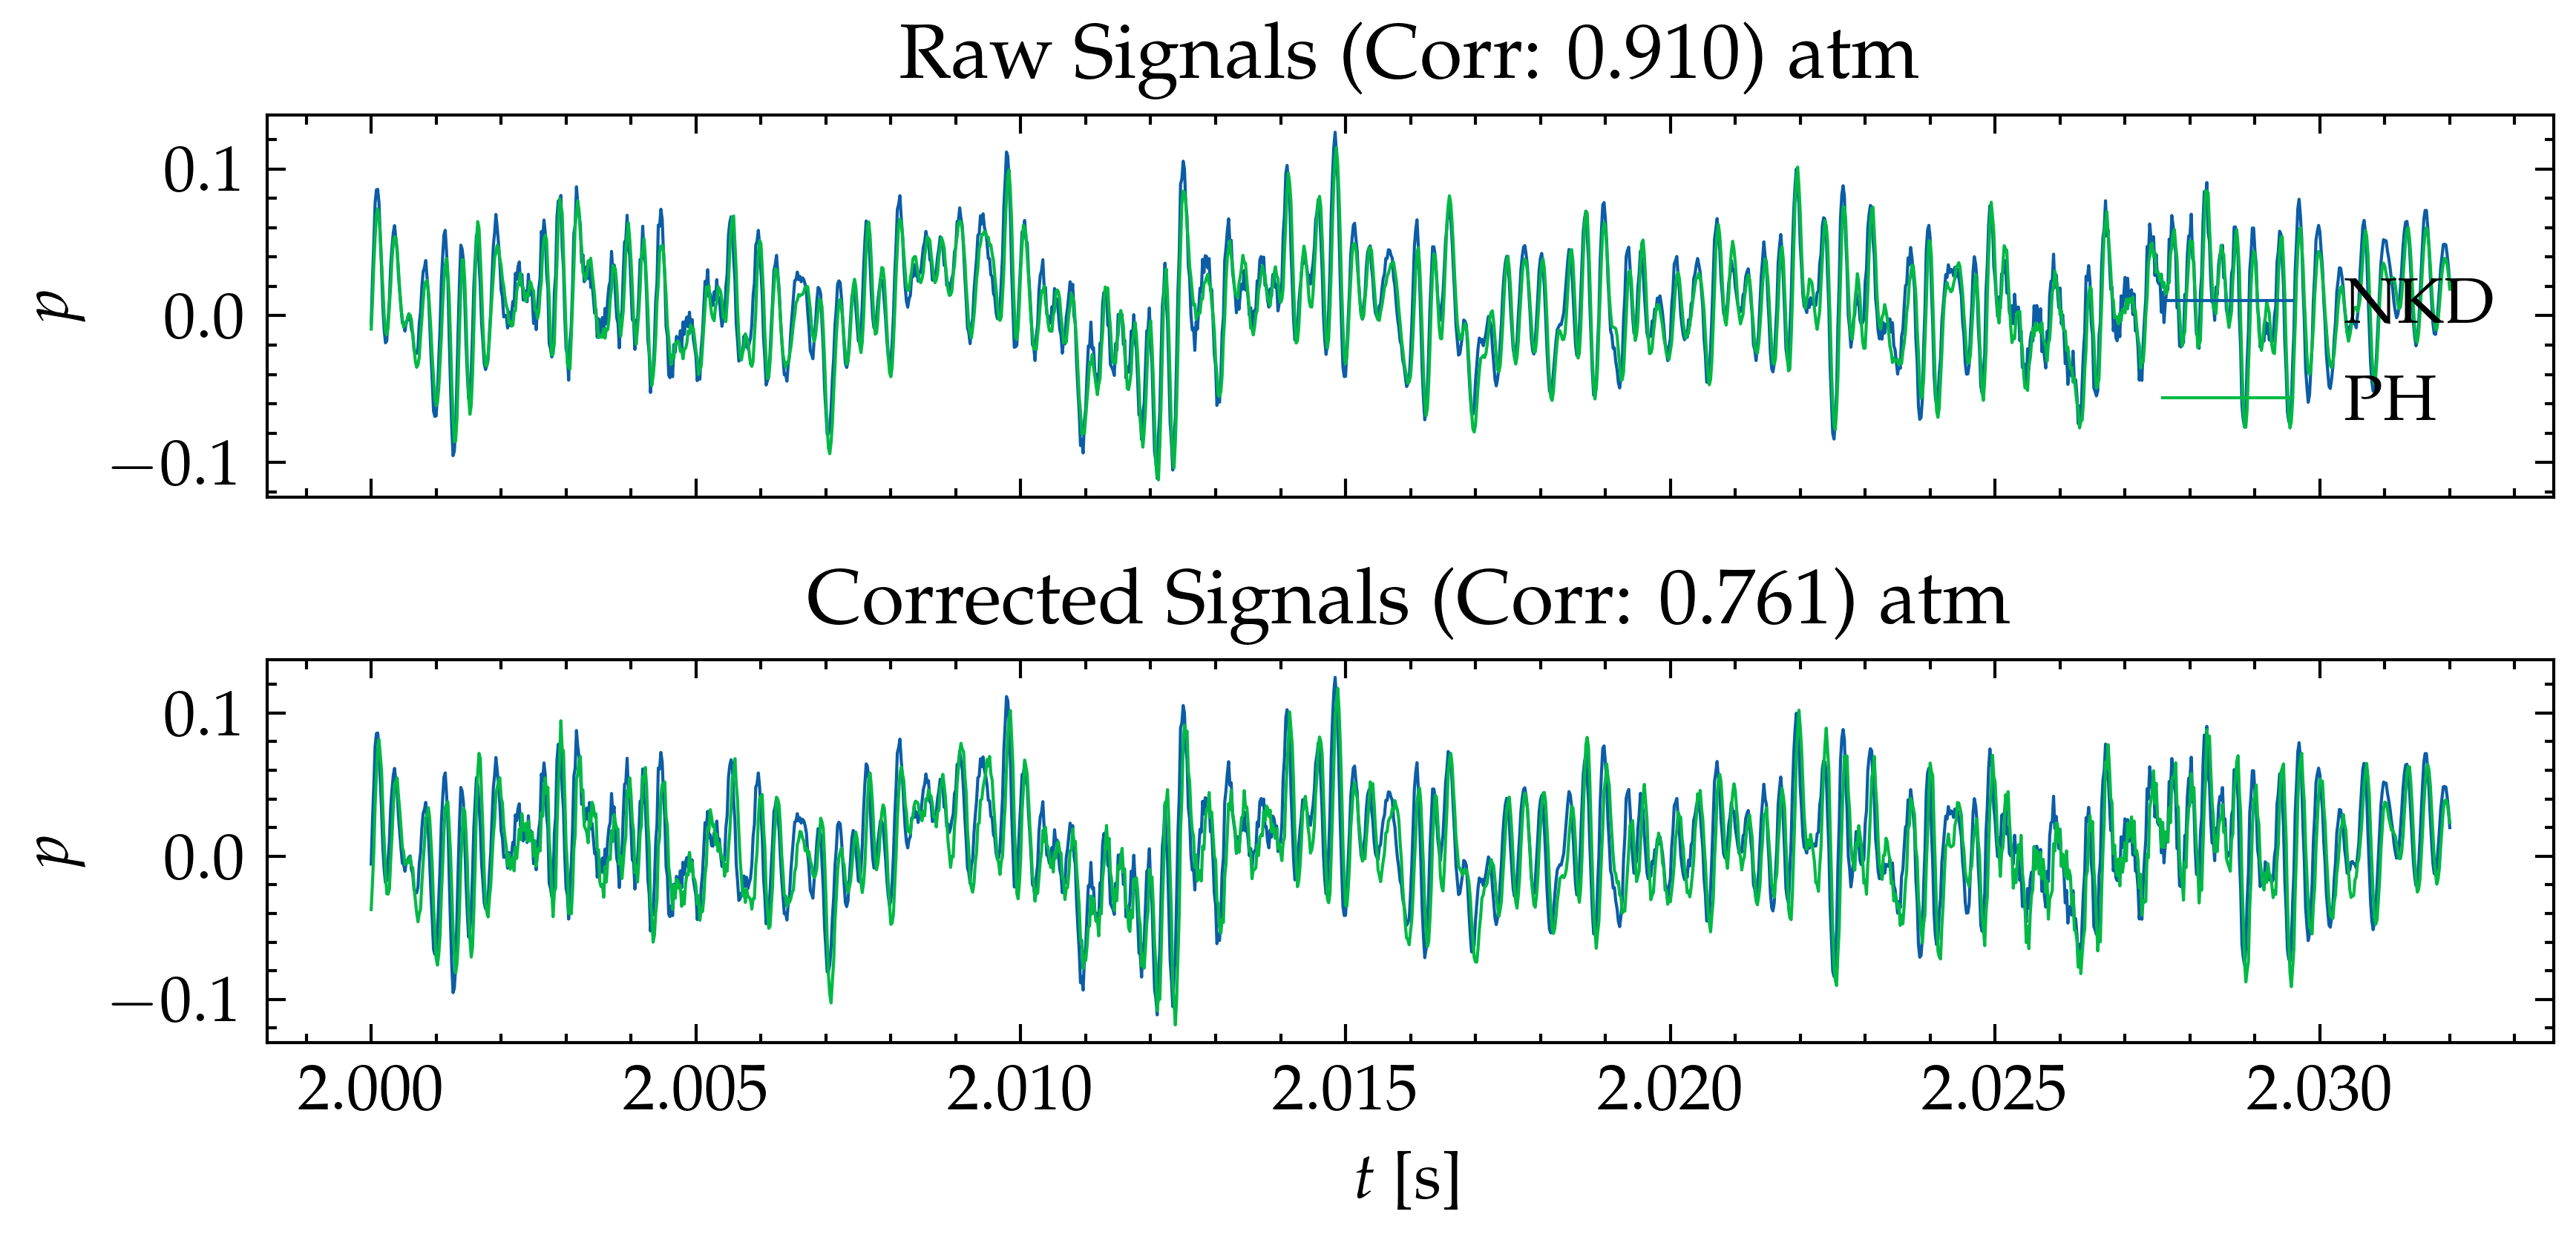 Raw Signals (Corr: 0.910) atm
0.1
0.0
−0.1
p
NKD
PH
Corrected Signals (Corr: 0.761) atm
0.1
0.0
−0.1
p
2.000 2.005 2.010 2.015 2.020 2.025 2.030
t [s]